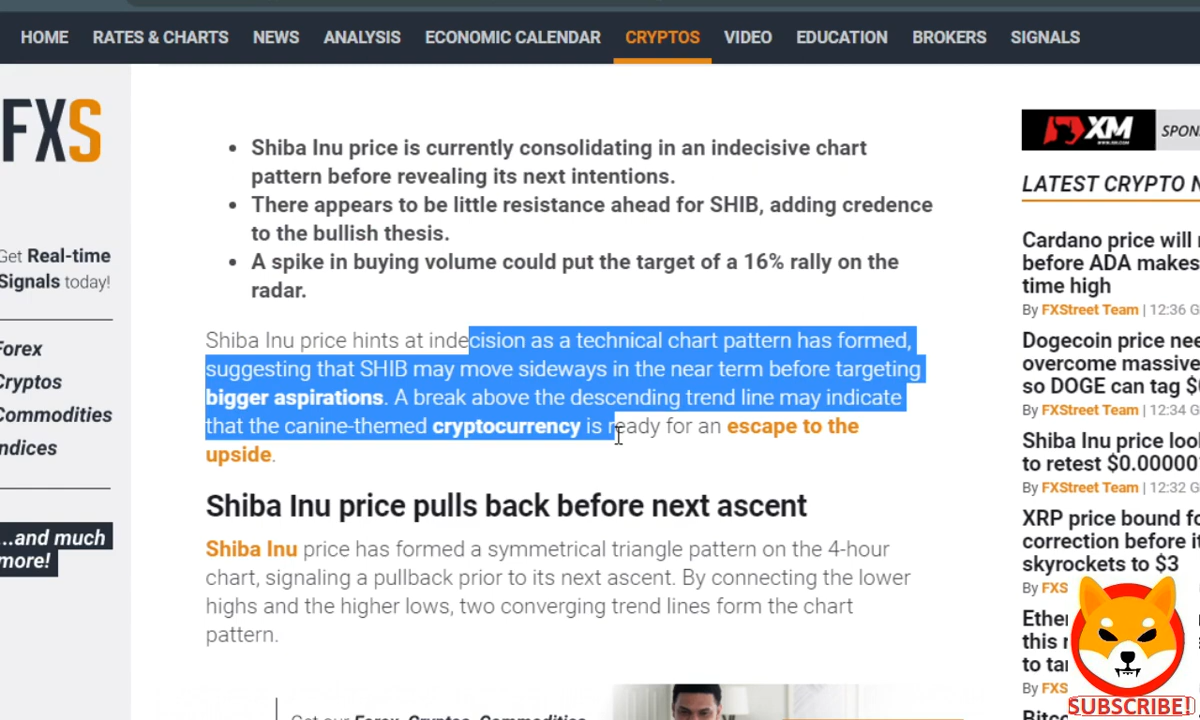 HOME RATES & CHARTS NEWS ANALYSIS ECONOMIC CALENDAR CRYPTOS VIDEO EDUCATION BROKERS SIGNALS
FXS
Get Real-time
Signals today!
Forex
Cryptos
Commodities
Indices
...and much
more!
• Shiba Inu price is currently consolidating in an indecisive chart
pattern before revealing its next intentions.
• There appears to be little resistance ahead for SHIB, adding credence
to the bullish thesis.
• A spike in buying volume could put the target of a 16% rally on the
radar.
Shiba Inu price hints at indecision as a technical chart pattern has formed,
suggesting that SHIB may move sideways in the near term before targeting
bigger aspirations. A break above the descending trend line may indicate
that the canine-themed cryptocurrency is ready for an escape to the
upside.
Shiba Inu price pulls back before next ascent
Shiba Inu price has formed a symmetrical triangle pattern on the 4-hour
chart, signaling a pullback prior to its next ascent. By connecting the lower
highs and the higher lows, two converging trend lines form the chart
pattern.
Get our Forex, Cryptos, Commodities
XM
LATEST CRYPTO
Cardano price will
before ADA makes
time high
By FXStreet Team | 12:36
Dogecoin price
overcome massive
so DOGE can tag
By FXStreet Team | 12:34
Shiba Inu price
to retest
By FXStreet Team | 12:32
XRP price bound
correction before
skyrockets to $3
By
this
to
By
SUBSCRIBE!